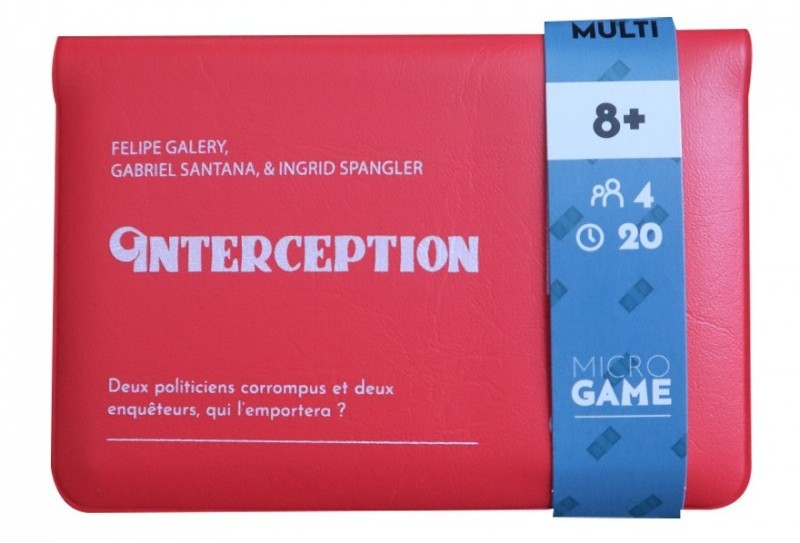 FELIPE GALERY,
GABRIEL SANTANA, & INGRID SPANGLER
INTERCEPTION
Deux politiciens corrompus et deux
enquêteurs, qui l'emportera ?
MULTI
8+
4
20
MICRO
GAME